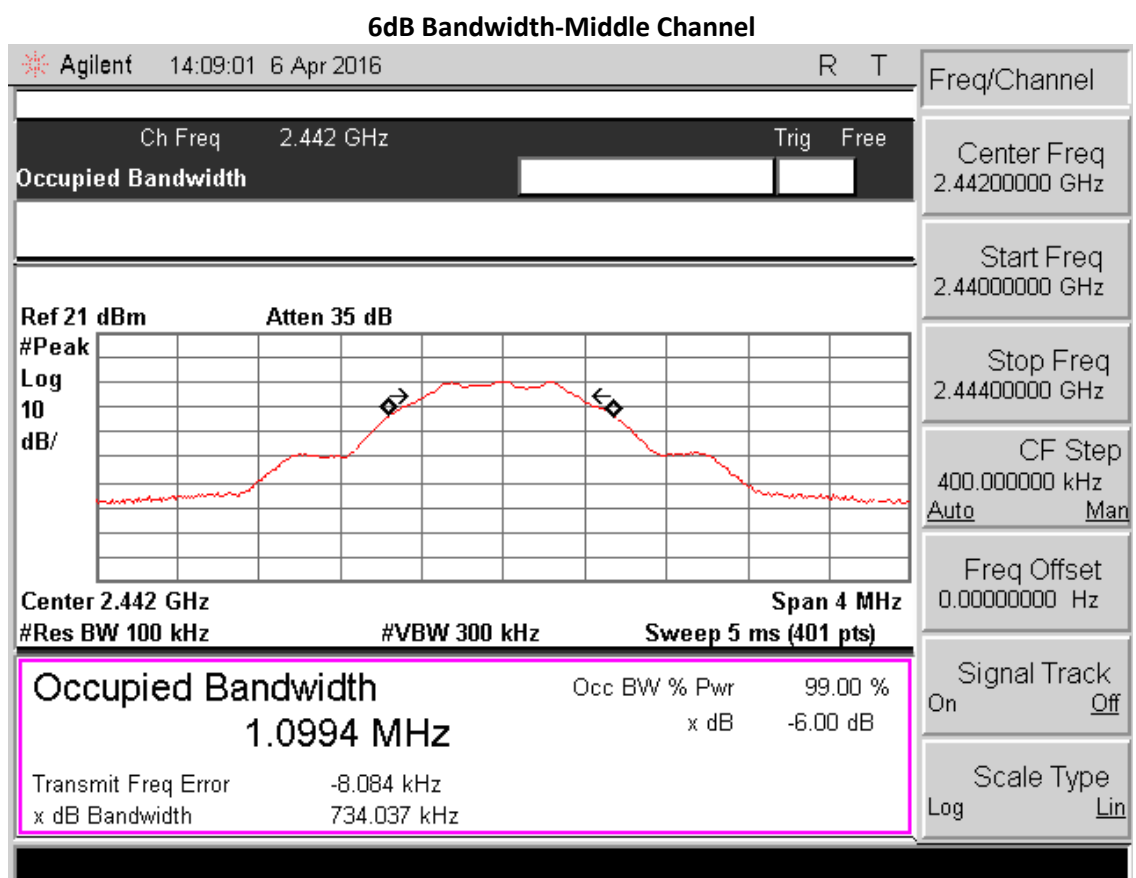 6dB Bandwidth-Middle Channel
Agilent 14:09:01 6 Apr 2016 R T
Ch Freq 2.442 GHz Trig Free
Occupied Bandwidth
Ref 21 dBm Atten 35 dB
#Peak
Log
10
dB/
Center 2.442 GHz Span 4 MHz
#Res BW 100 kHz #VBW 300 kHz Sweep 5 ms (401 pts)
Occupied Bandwidth Occ BW % Pwr 99.00 %
1.0994 MHz x dB -6.00 dB
Transmit Freq Error -8.084 kHz
x dB Bandwidth 734.037 kHz
Freq/Channel
Center Freq
2.44200000 GHz
Start Freq
2.44000000 GHz
Stop Freq
2.44400000 GHz
CF Step
400.000000 kHz
Auto Man
Freq Offset
0.00000000 Hz
Signal Track
On Off
Scale Type
Log Lin